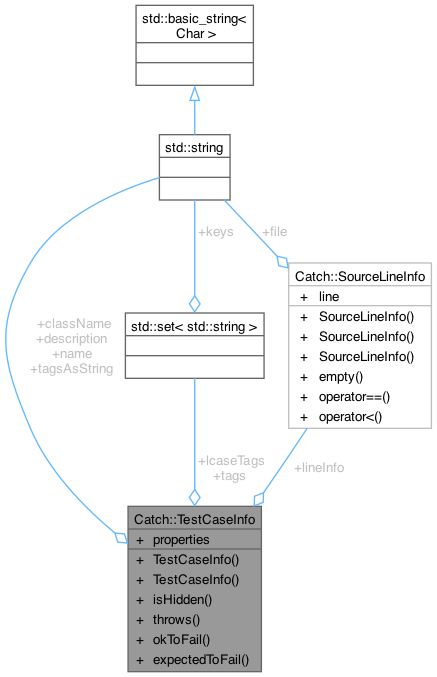 std::basic_string<
Char >
std::string
+keys
+file
Catch::SourceLineInfo
+ line
+ SourceLineInfo()
+ SourceLineInfo()
+ SourceLineInfo()
+ empty()
+ operator==()
+ operator<()
+className
+description
+name
+tagsAsString
std::set< std::string >
+lcaseTags
+tags
+lineInfo
Catch::TestCaseInfo
+ properties
+ TestCaseInfo()
+ TestCaseInfo()
+ isHidden()
+ throws()
+ okToFail()
+ expectedToFail()